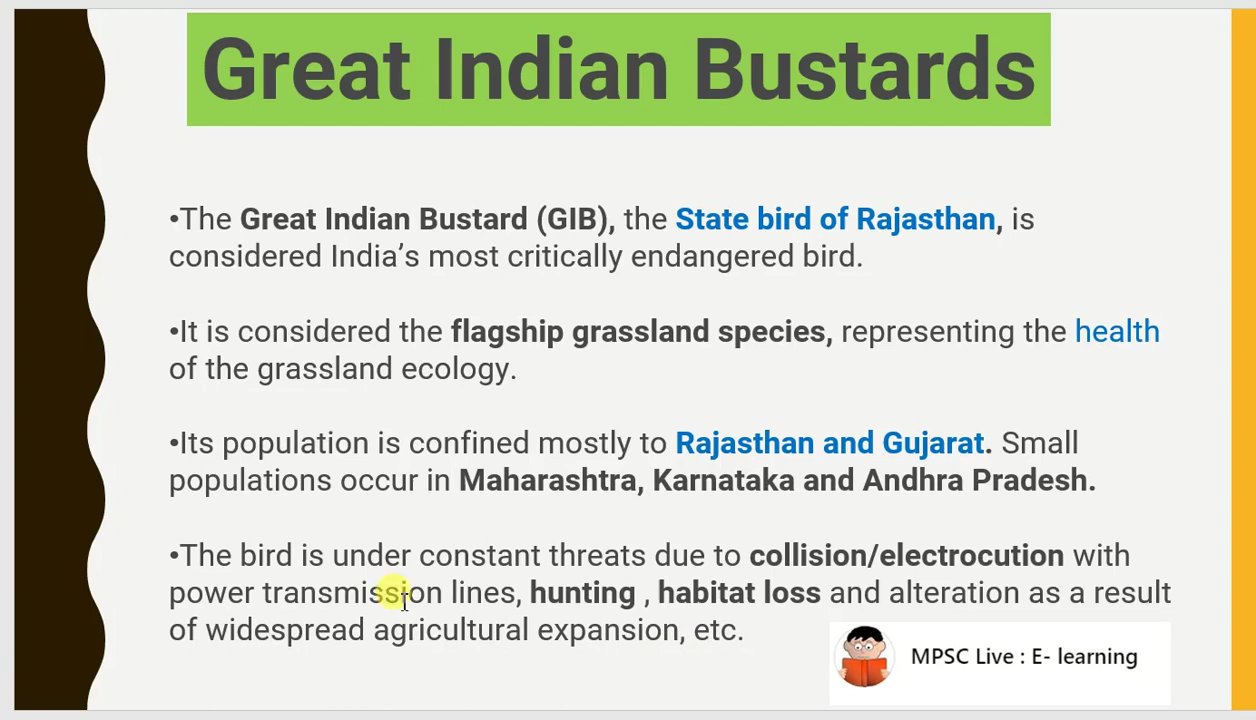 Great Indian Bustards
•The Great Indian Bustard (GIB), the State bird of Rajasthan, is
considered India’s most critically endangered bird.
•It is considered the flagship grassland species, representing the health
of the grassland ecology.
•Its population is confined mostly to Rajasthan and Gujarat. Small
populations occur in Maharashtra, Karnataka and Andhra Pradesh.
•The bird is under constant threats due to collision/electrocution with
power transmission lines, hunting , habitat loss and alteration as a result
of widespread agricultural expansion, etc.
MPSC Live : E- learning